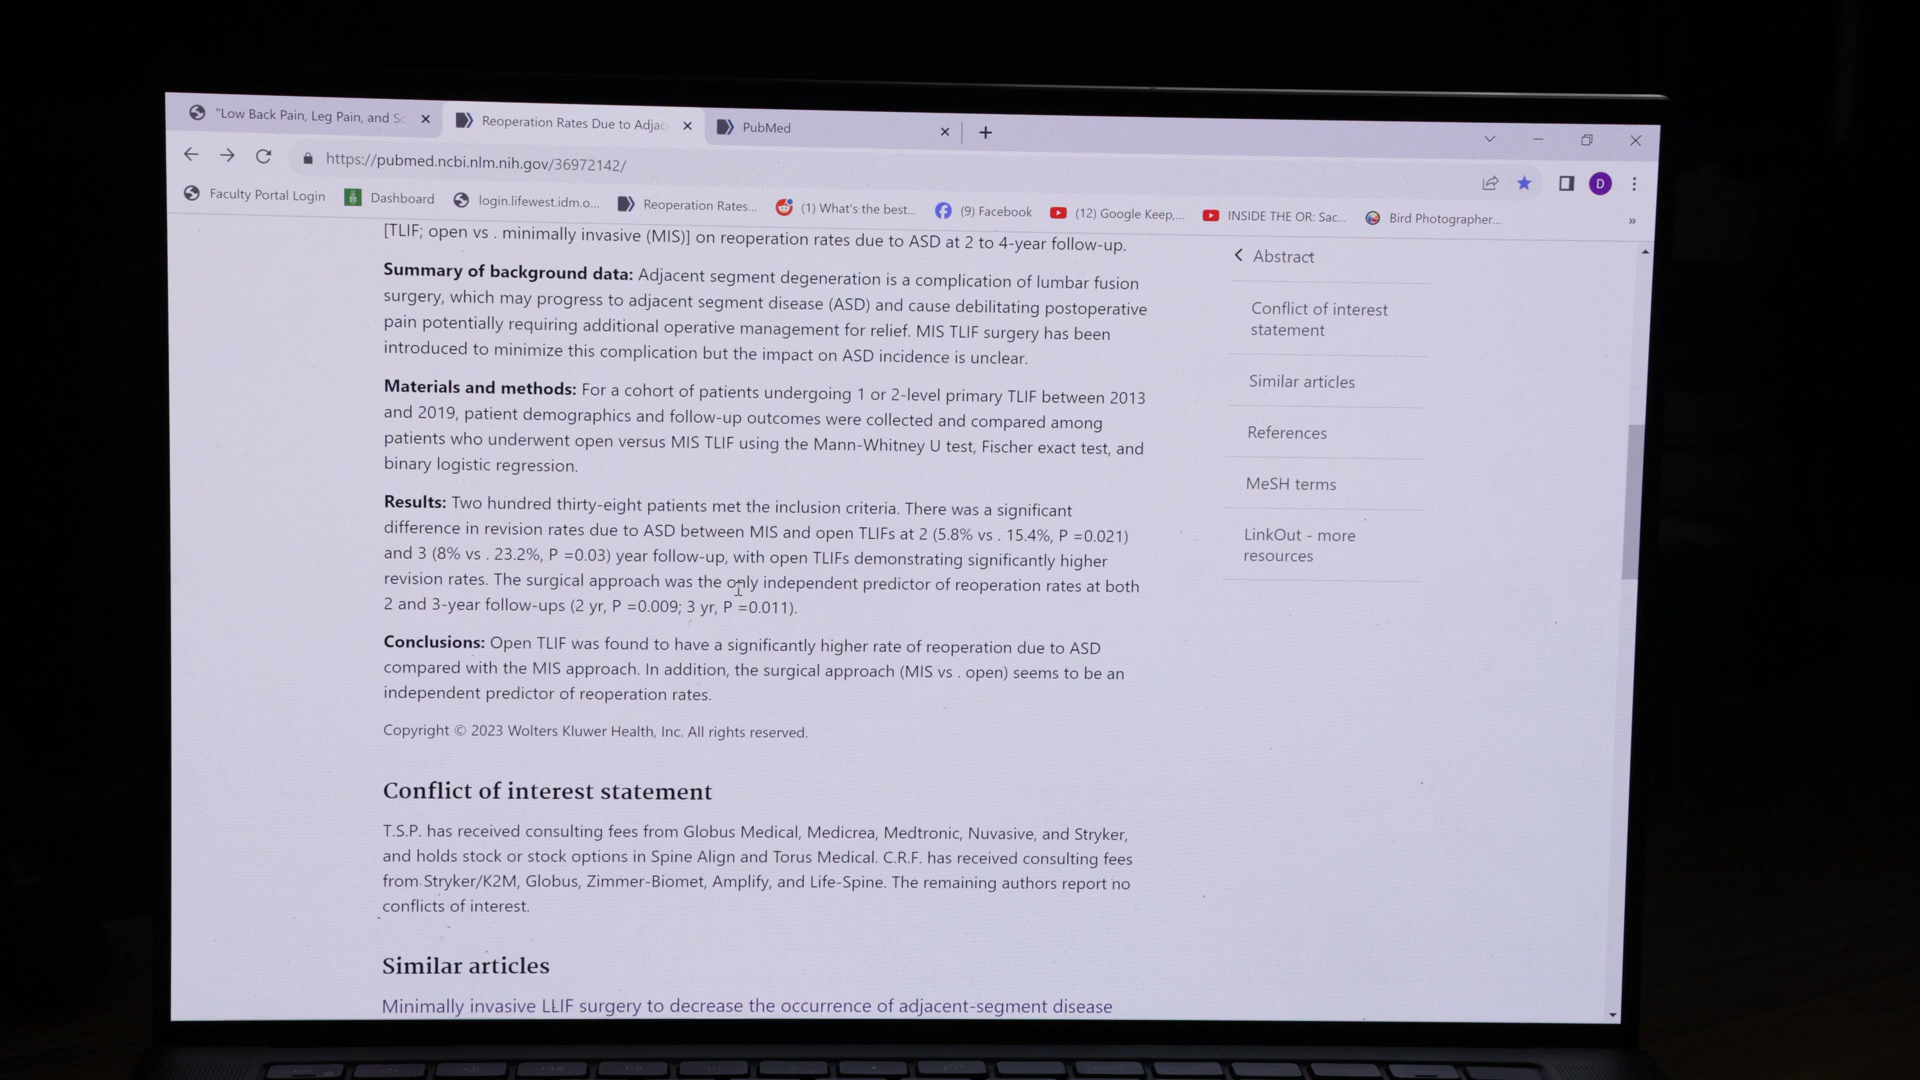 "Low Back Pain, Leg Pain, and Sc
Reoperation Rates Due to Adjac
PubMed
https://pubmed.ncbi.nlm.nih.gov/36972142/
D
Faculty Portal Login
Dashboard
login.lifewest.idm.o...
Reoperation Rates...
(1) What's the best...
(9) Facebook
(12) Google Keep,...
INSIDE THE OR: Sac...
Bird Photographer...
»
[TLIF; open vs . minimally invasive (MIS)] on reoperation rates due to ASD at 2 to 4-year follow-up.
Summary of background data: Adjacent segment degeneration is a complication of lumbar fusion
surgery, which may progress to adjacent segment disease (ASD) and cause debilitating postoperative
pain potentially requiring additional operative management for relief. MIS TLIF surgery has been
introduced to minimize this complication but the impact on ASD incidence is unclear.
Materials and methods: For a cohort of patients undergoing 1 or 2-level primary TLIF between 2013
and 2019, patient demographics and follow-up outcomes were collected and compared among
patients who underwent open versus MIS TLIF using the Mann-Whitney U test, Fischer exact test, and
binary logistic regression.
Results: Two hundred thirty-eight patients met the inclusion criteria. There was a significant
difference in revision rates due to ASD between MIS and open TLIFs at 2 (5.8% vs . 15.4%, P =0.021)
and 3 (8% vs . 23.2%, P =0.03) year follow-up, with open TLIFs demonstrating significantly higher
revision rates. The surgical approach was the only independent predictor of reoperation rates at both
2 and 3-year follow-ups (2 yr, P =0.009; 3 yr, P =0.011).
Conclusions: Open TLIF was found to have a significantly higher rate of reoperation due to ASD
compared with the MIS approach. In addition, the surgical approach (MIS vs . open) seems to be an
independent predictor of reoperation rates.
Copyright © 2023 Wolters Kluwer Health, Inc. All rights reserved.
Conflict of interest statement
T.S.P. has received consulting fees from Globus Medical, Medicrea, Medtronic, Nuvasive, and Stryker,
and holds stock or stock options in Spine Align and Torus Medical. C.R.F. has received consulting fees
from Stryker/K2M, Globus, Zimmer-Biomet, Amplify, and Life-Spine. The remaining authors report no
conflicts of interest.
Similar articles
Minimally invasive LLIF surgery to decrease the occurrence of adjacent-segment disease
Abstract
Conflict of interest
statement
Similar articles
References
MeSH terms
LinkOut - more
resources